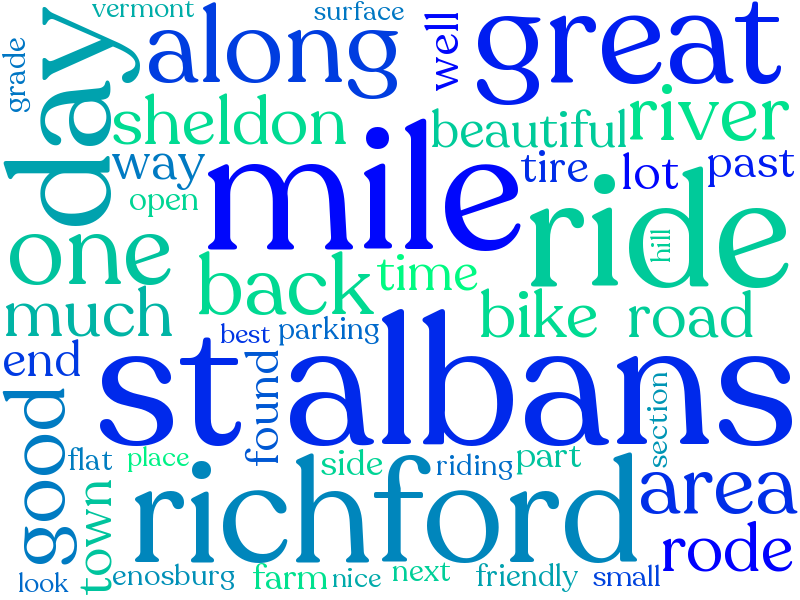 vermont
surface
grade
day
along
well
great
sheldon
beautiful
river
way
mile
tire
lot
past
open
one
ride
hill
back
time
much
bike
road
best
parking
end
st albans
found
section
good
flat
place
side
riding
part
town
richford
area
rode
look
enosburg
farm
nice
next
friendly
small